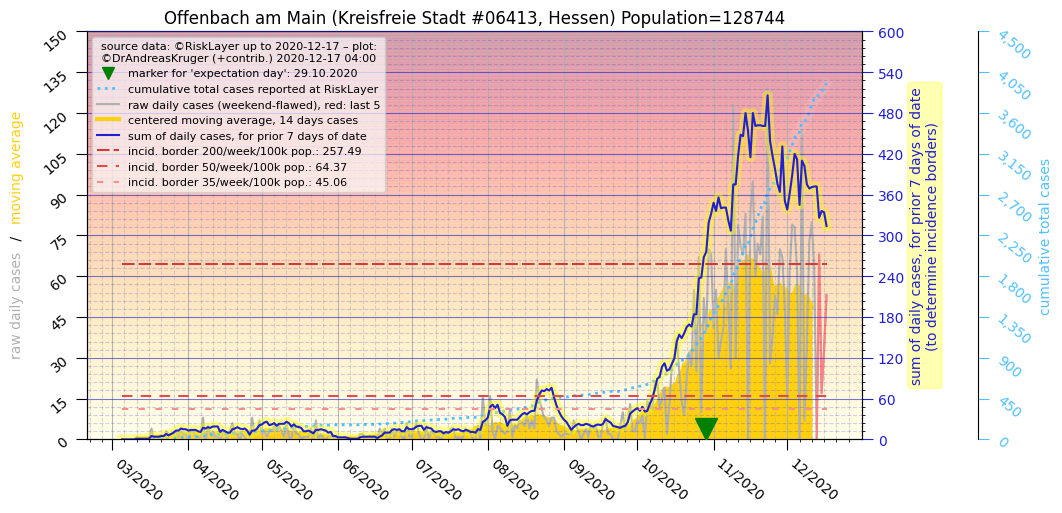 Offenbach am Main (Kreisfreie Stadt #06413, Hessen) Population=128744
source data: ©RiskLayer up to 2020-12-17 – plot:
©DrAndreasKruger (+contrib.) 2020-12-17 04:00
marker for 'expectation day': 29.10.2020
cumulative total cases reported at RiskLayer
raw daily cases (weekend-flawed), red: last 5
centered moving average, 14 days cases
sum of daily cases, for prior 7 days of date
incid. border 200/week/100k pop.: 257.49
incid. border 50/week/100k pop.: 64.37
incid. border 35/week/100k pop.: 45.06
raw daily cases / moving average
150
135
120
105
90
75
60
45
30
15
0
03/2020
04/2020
05/2020
06/2020
07/2020
08/2020
09/2020
10/2020
11/2020
12/2020
600
540
480
420
360
300
240
180
120
60
0
sum of daily cases, for prior 7 days of date
(to determine incidence borders)
4,500
4,050
3,600
3,150
2,700
2,250
1,800
1,350
900
450
0
cumulative total cases